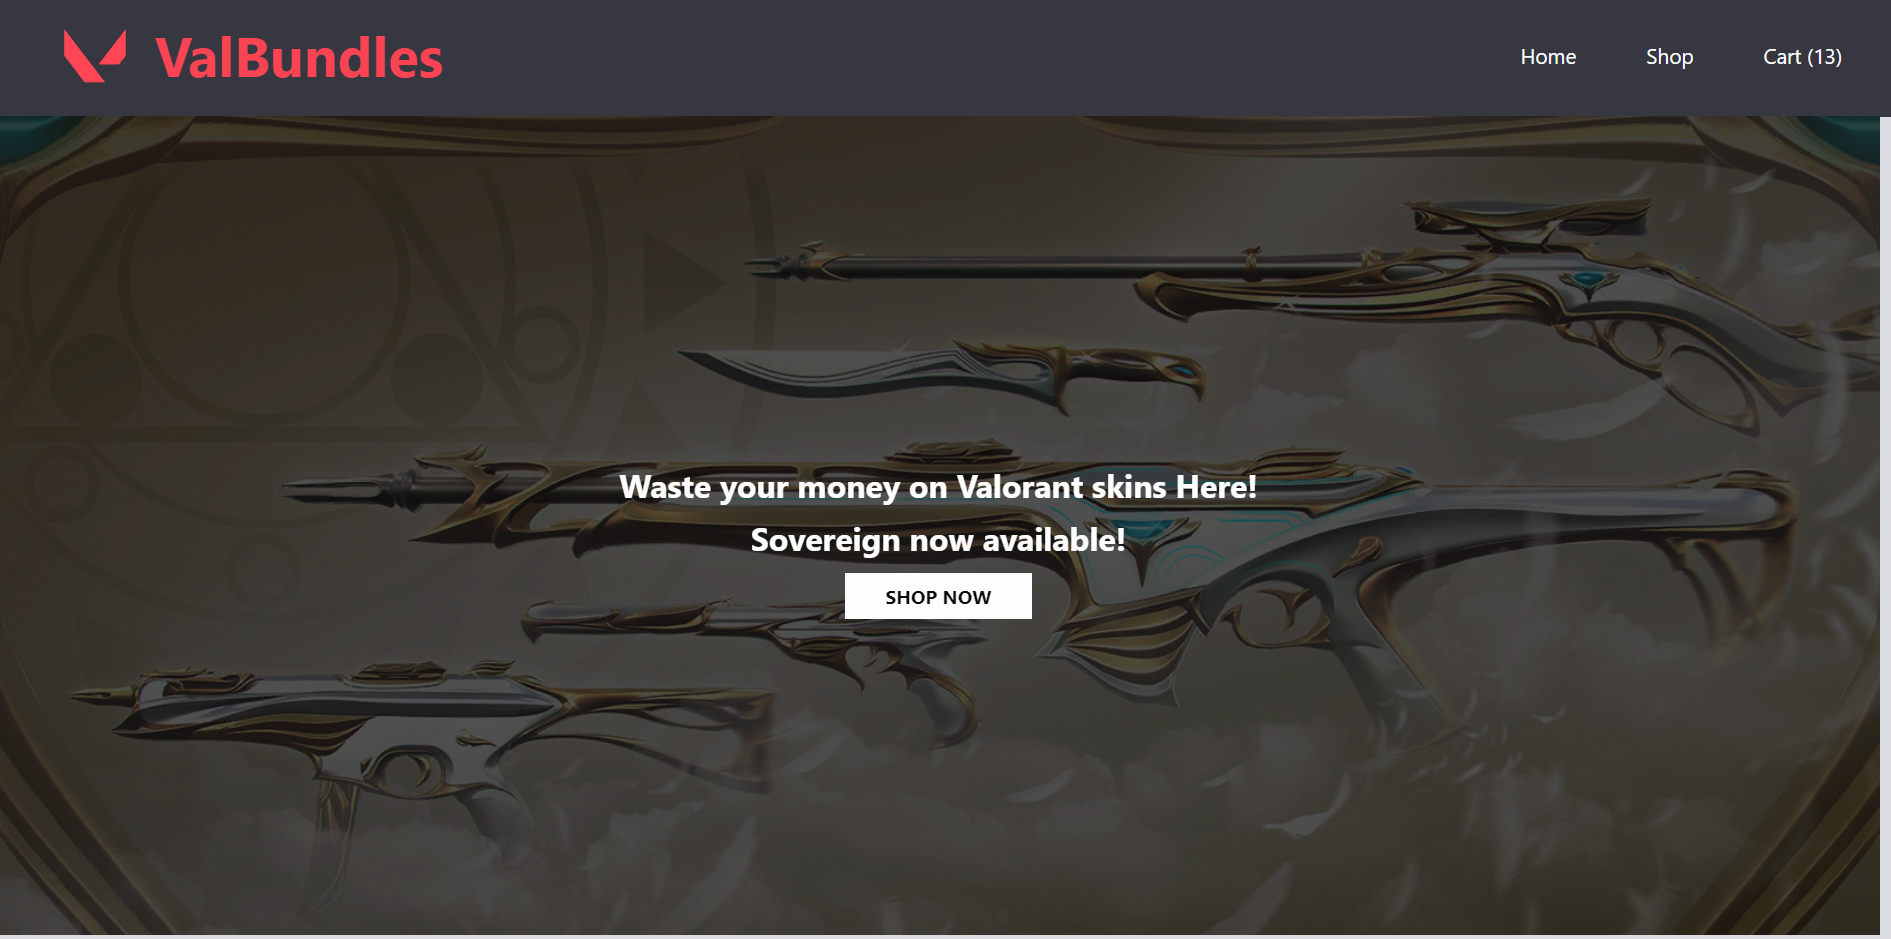 ValBundles
Home
Shop
Cart (13)
Waste your money on Valorant skins Here!
Sovereign now available!
SHOP NOW